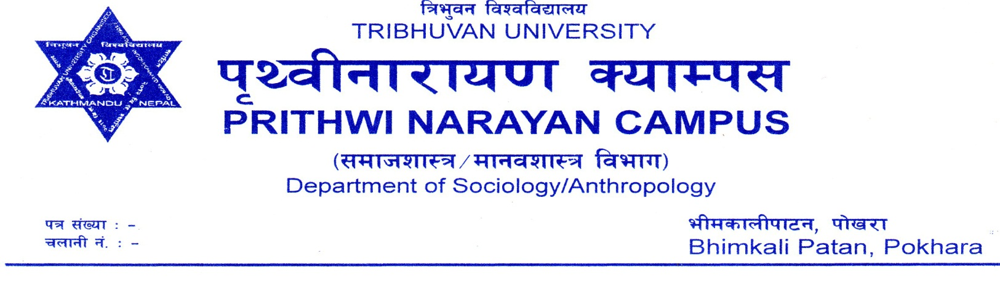 त्रिभुवन विश्वविद्यालय
TRIBHUVAN UNIVERSITY
पृथ्वीनारायण क्याम्पस
PRITHWI NARAYAN CAMPUS
(समाजशास्त्र/मानवशास्त्र विभाग)
Department of Sociology/Anthropology
त्रिभुवन विश्वविद्यालय
KATHMANDU NEPAL
पत्र संख्या : -
चलानी नं. : -
भीमकालीपाटन, पोखरा
Bhimkali Patan, Pokhara